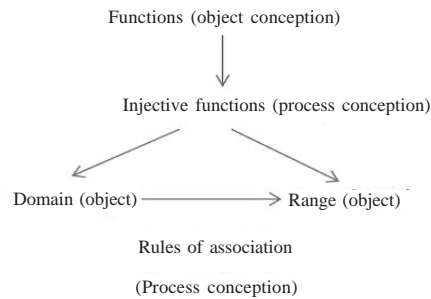 Functions (object conception)
Injective functions (process conception)
Domain (object)
Range (object)
Rules of association
(Process conception)